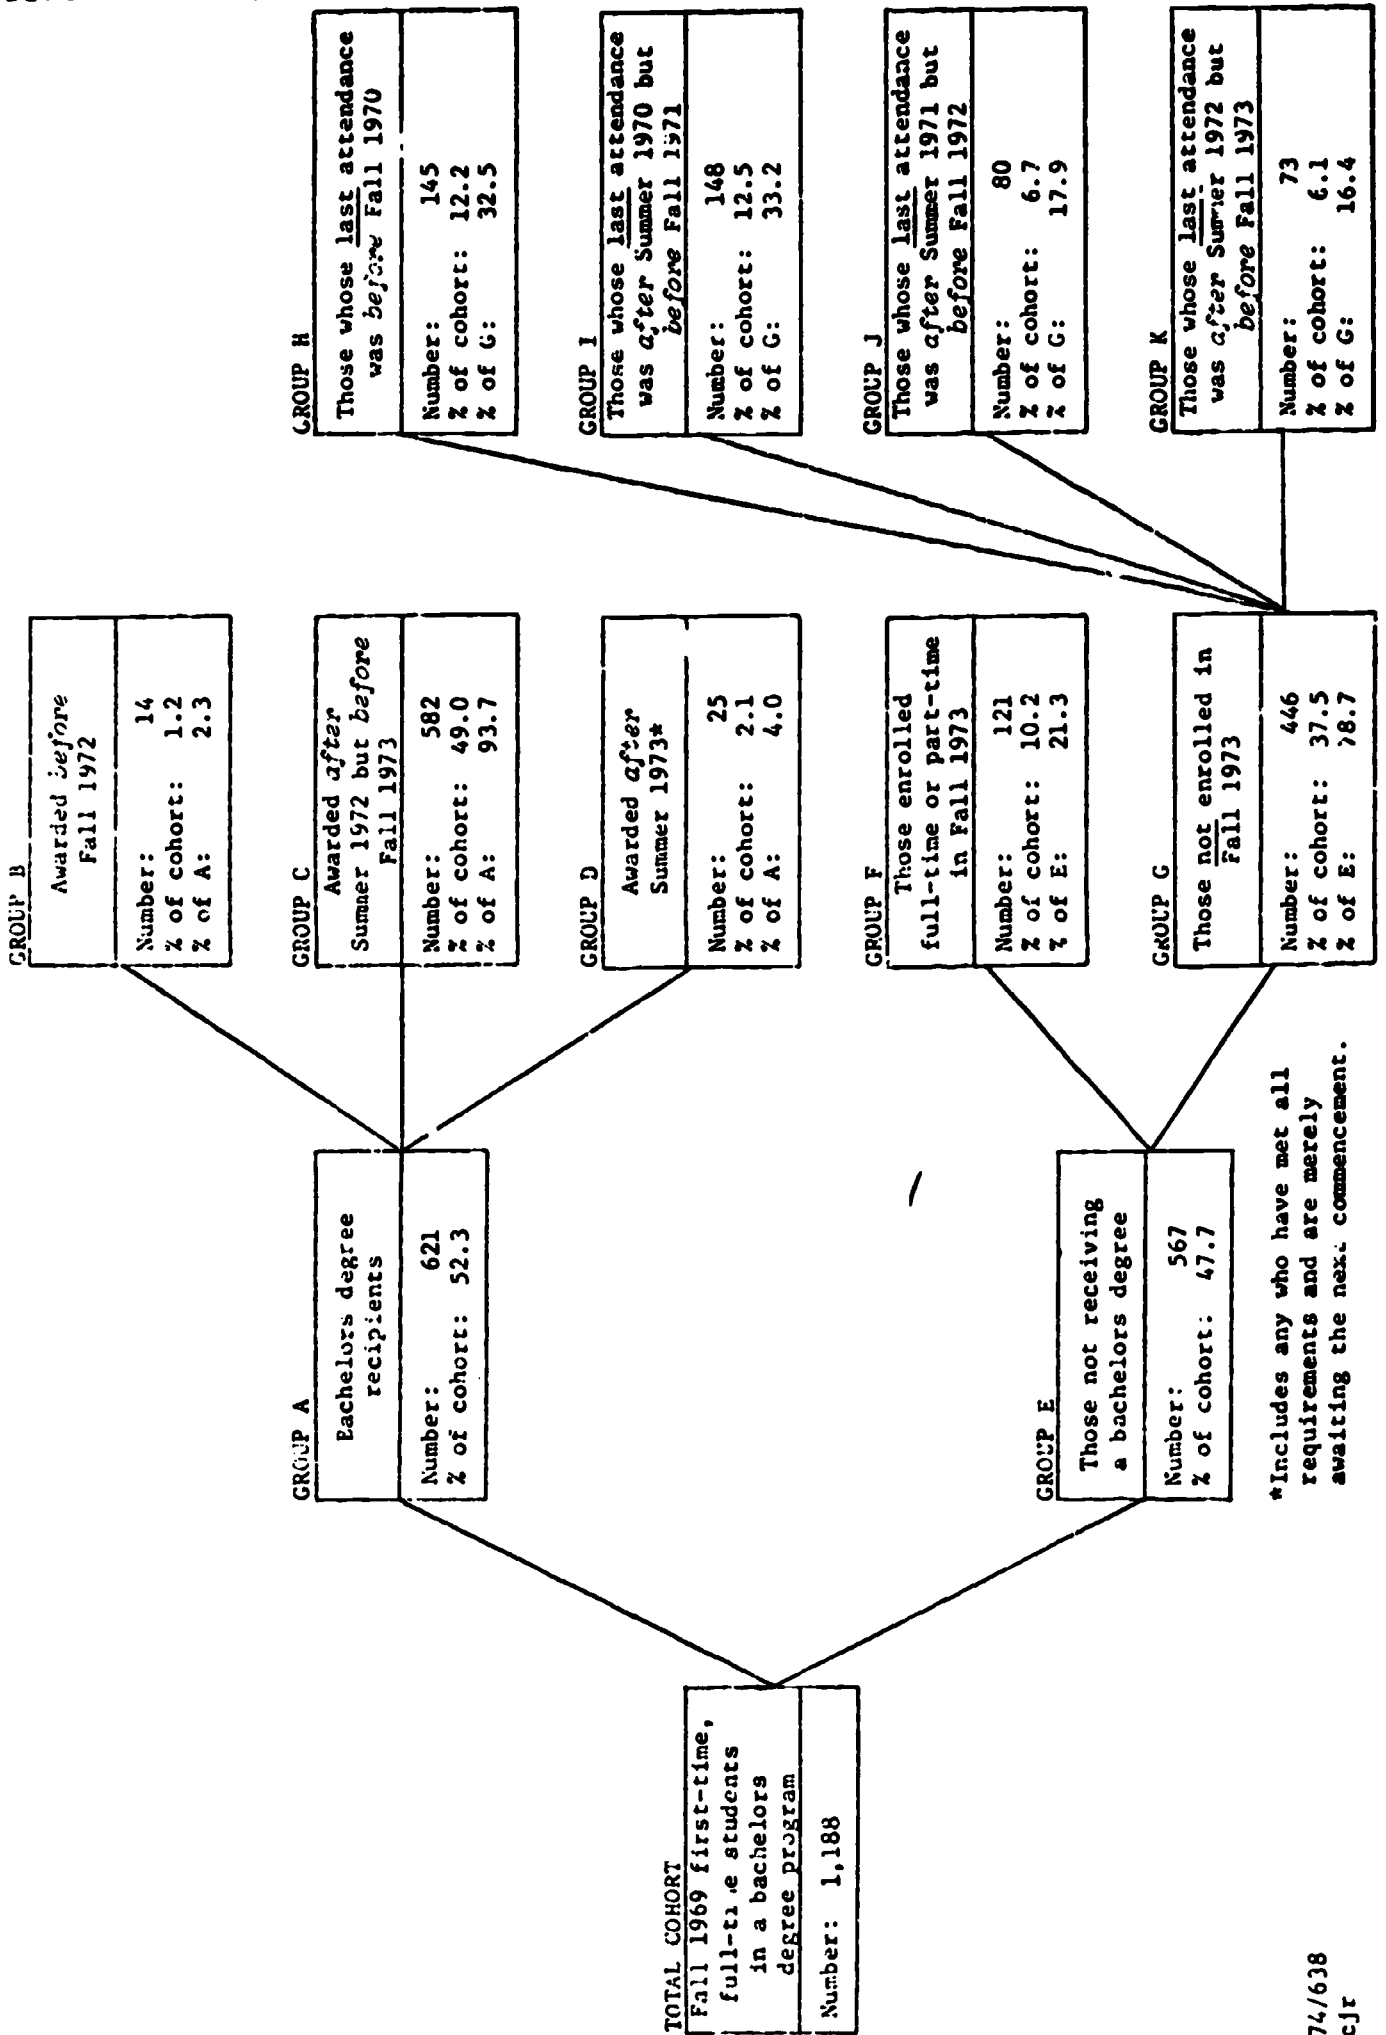 TOTAL COHORT
Fall 1969 first-time,
full-time students
in a bachelors
degree program
Number: 1,188
GROUP A
Bachelors degree
recipients
Number: 621
% of cohort: 52.3
GROUP E
Those not receiving
a bachelors degree
Number: 567
% of cohort: 47.7
GROUP B
Awarded before
Fall 1972
Number: 14
% of cohort: 1.2
% of A: 2.3
GROUP C
Awarded after
Summer 1972 but before
Fall 1973
Number: 582
% of cohort: 49.0
% of A: 93.7
GROUP D
Awarded after
Summer 1973*
Number: 25
% of cohort: 2.1
% of A: 4.0
GROUP F
Those enrolled
full-time or part-time
in Fall 1973
Number: 121
% of cohort: 10.2
% of E: 21.3
GROUP G
Those not enrolled in
Fall 1973
Number: 446
% of cohort: 37.5
% of E: 78.7
GROUP H
Those whose last attendance
was before Fall 1970
Number: 145
% of cohort: 12.2
% of G: 32.5
GROUP I
Those whose last attendance
was after Summer 1970 but
before Fall 1971
Number: 148
% of cohort: 12.5
% of G: 33.2
GROUP J
Those whose last attendance
was after Summer 1971 but
before Fall 1972
Number: 80
% of cohort: 6.7
% of G: 17.9
GROUP K
Those whose last attendance
was after Summer 1972 but
before Fall 1973
Number: 73
% of cohort: 6.1
% of G: 16.4
*Includes any who have met all
requirements and are merely
awaiting the next commencement.
74/638
cjr